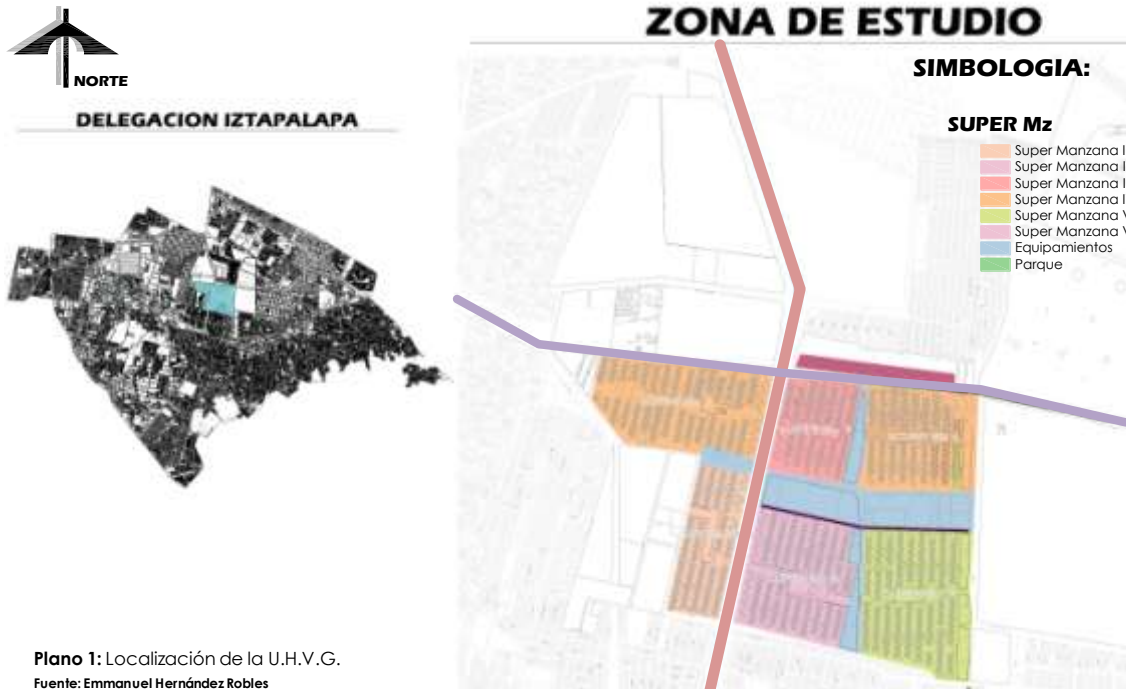 NORTE
DELEGACION IZTAPALAPA
ZONA DE ESTUDIO
SIMBOLOGIA:
SUPER Mz
Super Manzana I
Super Manzana I
Super Manzana I
Super Manzana I
Super Manzana V
Super Manzana V
Equipamientos
Parque
Plano 1: Localización de la U.H.V.G.
Fuente: Emmanuel Hernández Robles